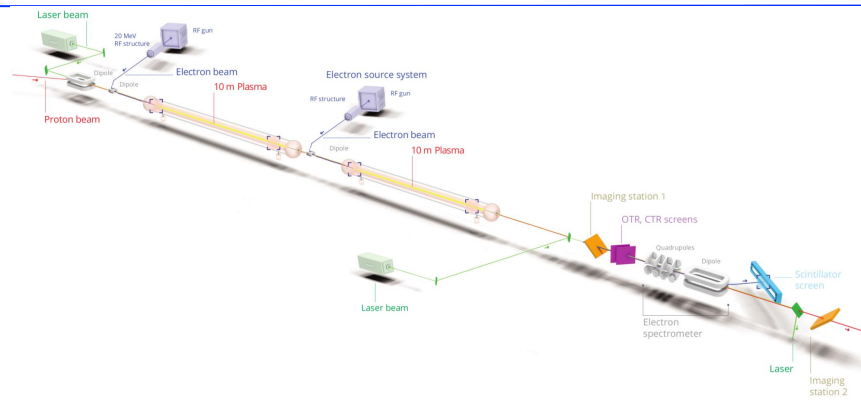 Laser beam
20 MeV
RF structure
RF gun
Dipole
Dipole
Electron beam
Proton beam
10 m Plasma
Electron source system
RF structure
RF gun
Electron beam
Dipole
10 m Plasma
Laser beam
Imaging station 1
OTR, CTR screens
Quadrupoles
Dipole
Scintillator
screen
Electron
spectrometer
Laser
Imaging
station 2